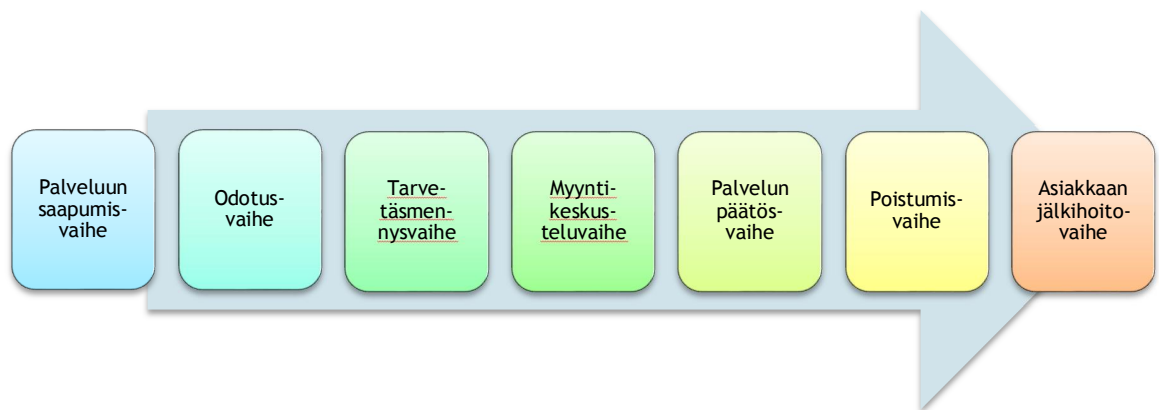 Palveluun
saapumis-
vaihe
Odotus-
vaihe
Tarve-
täsmen-
nysvaihe
Myynti-
keskus-
teluvaihe
Palvelun
päätös-
vaihe
Poistumis-
vaihe
Asiakkaan
jälkihoito-
vaihe